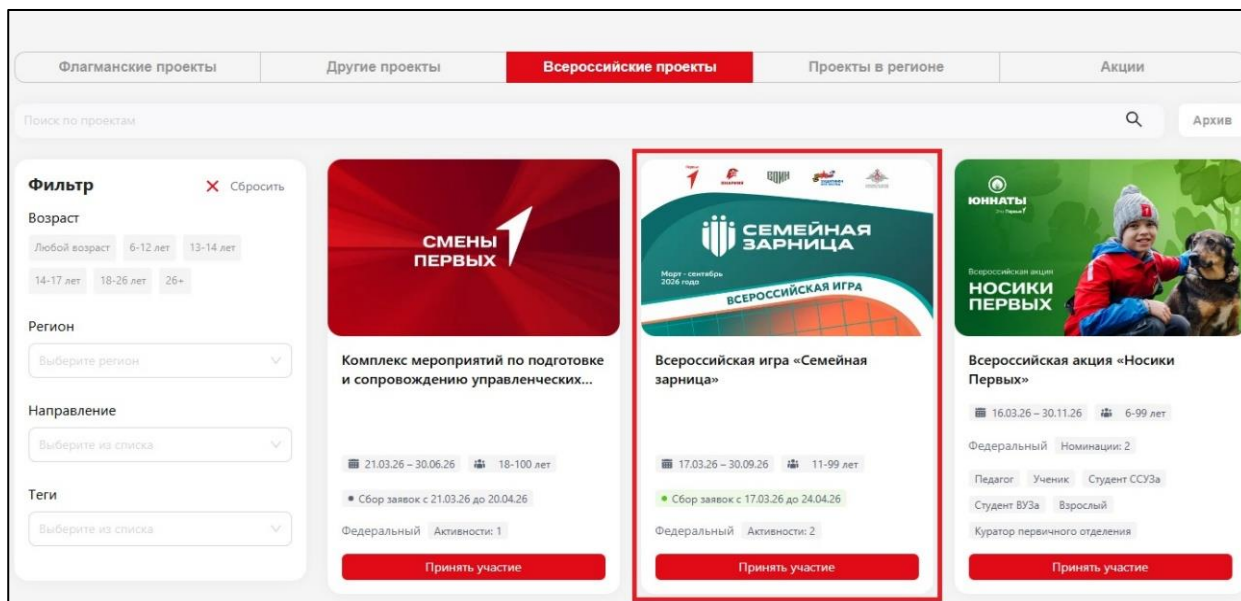 Флагманские проекты
Другие проекты
Всероссийские проекты
Проекты в регионе
Акции
Поиск по проектам
Архив
Фильтр
Сбросить
Возраст
Любой возраст
6-12 лет
13-14 лет
14-17 лет
18-26 лет
26+
Регион
Выберите регион
Направление
Выберите из списка
Теги
Выберите из списка
СМЕНЫ
ПЕРВЫХ
Комплекс мероприятий по подготовке
и сопровождению управленческих...
21.03.26 – 30.06.26
18-100 лет
Сбор заявок с 21.03.26 до 20.04.26
Федеральный
Активности: 1
Принять участие
СЕМЕЙНАЯ
ЗАРНИЦА
Март - сентябрь
2026 года
ВСЕРОССИЙСКАЯ ИГРА
Всероссийская игра «Семейная
зарница»
17.03.26 – 30.09.26
11-99 лет
Сбор заявок с 17.03.26 до 24.04.26
Федеральный
Активности: 2
Принять участие
ЮННАТЫ
Всероссийская акция
НОСИКИ
ПЕРВЫХ
Всероссийская акция «Носики
Первых»
16.03.26 – 30.11.26
6-99 лет
Федеральный
Номинации: 2
Педагог
Ученик
Студент ССУЗа
Студент ВУЗа
Взрослый
Куратор первичного отделения
Принять участие